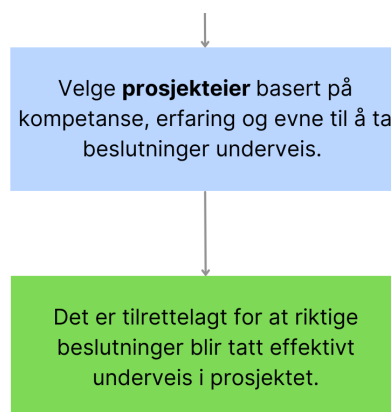 Velge prosjekteier basert på
kompetanse, erfaring og evne til å ta
beslutninger underveis.
Det er tilrettelagt for at riktige
beslutninger blir tatt effektivt
underveis i prosjektet.